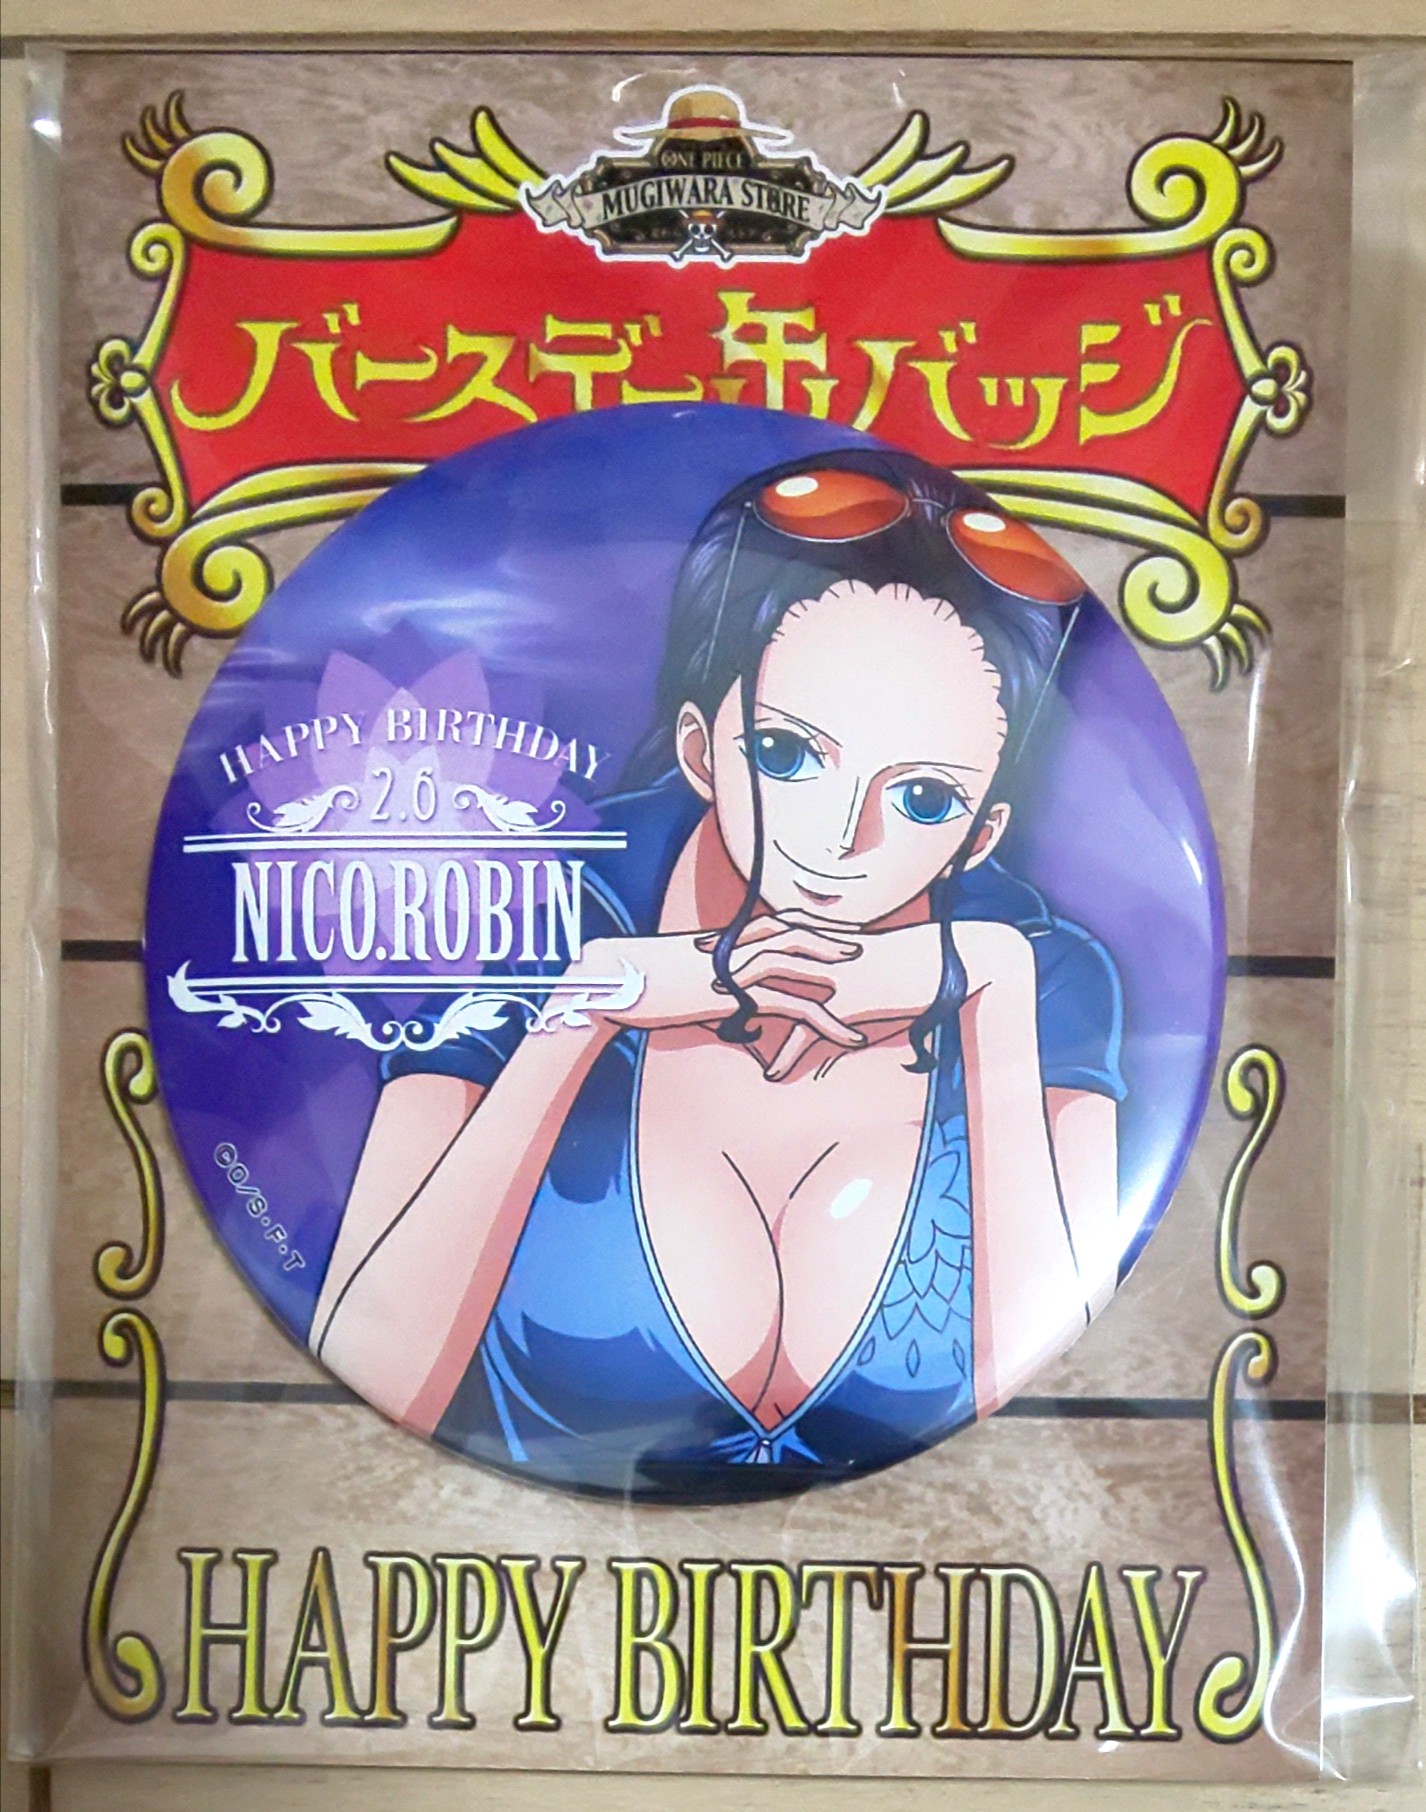 ONE PIECE
MUGIWARA STORE
バースデー缶バッジ
HAPPY BIRTHDAY
2.6
NICO.ROBIN
©O/S・F・T
HAPPY BIRTHDAY